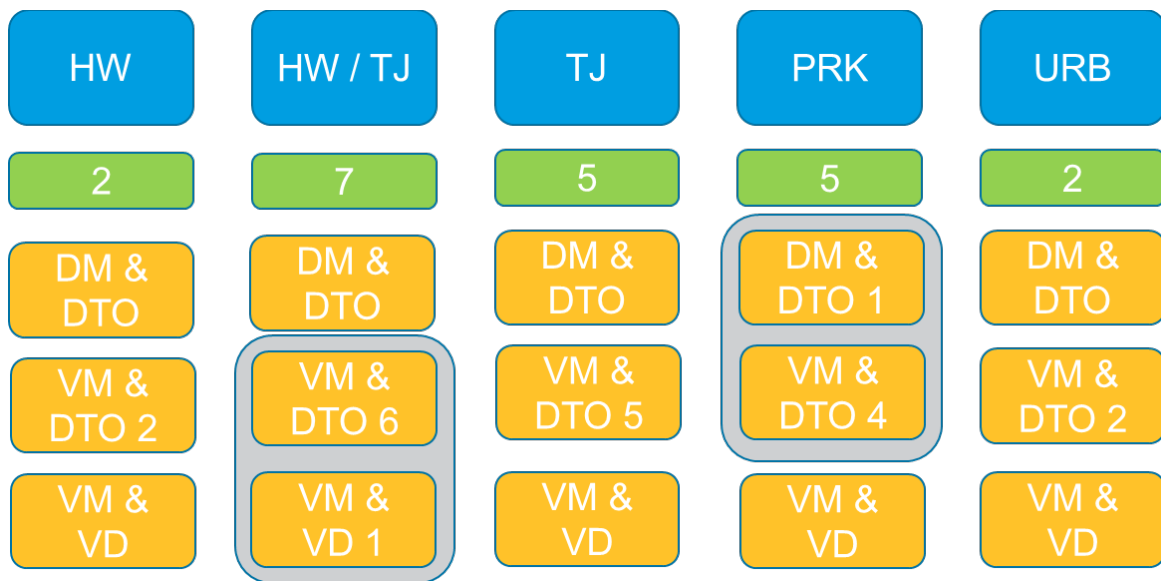 HW
HW / TJ
TJ
PRK
URB
2
7
5
5
2
DM &
DTO
DM &
DTO
DM &
DTO
DM &
DTO 1
DM &
DTO
VM &
DTO 2
VM &
DTO 6
VM &
DTO 5
VM &
DTO 4
VM &
DTO 2
VM &
VD
VM &
VD 1
VM &
VD
VM &
VD
VM &
VD